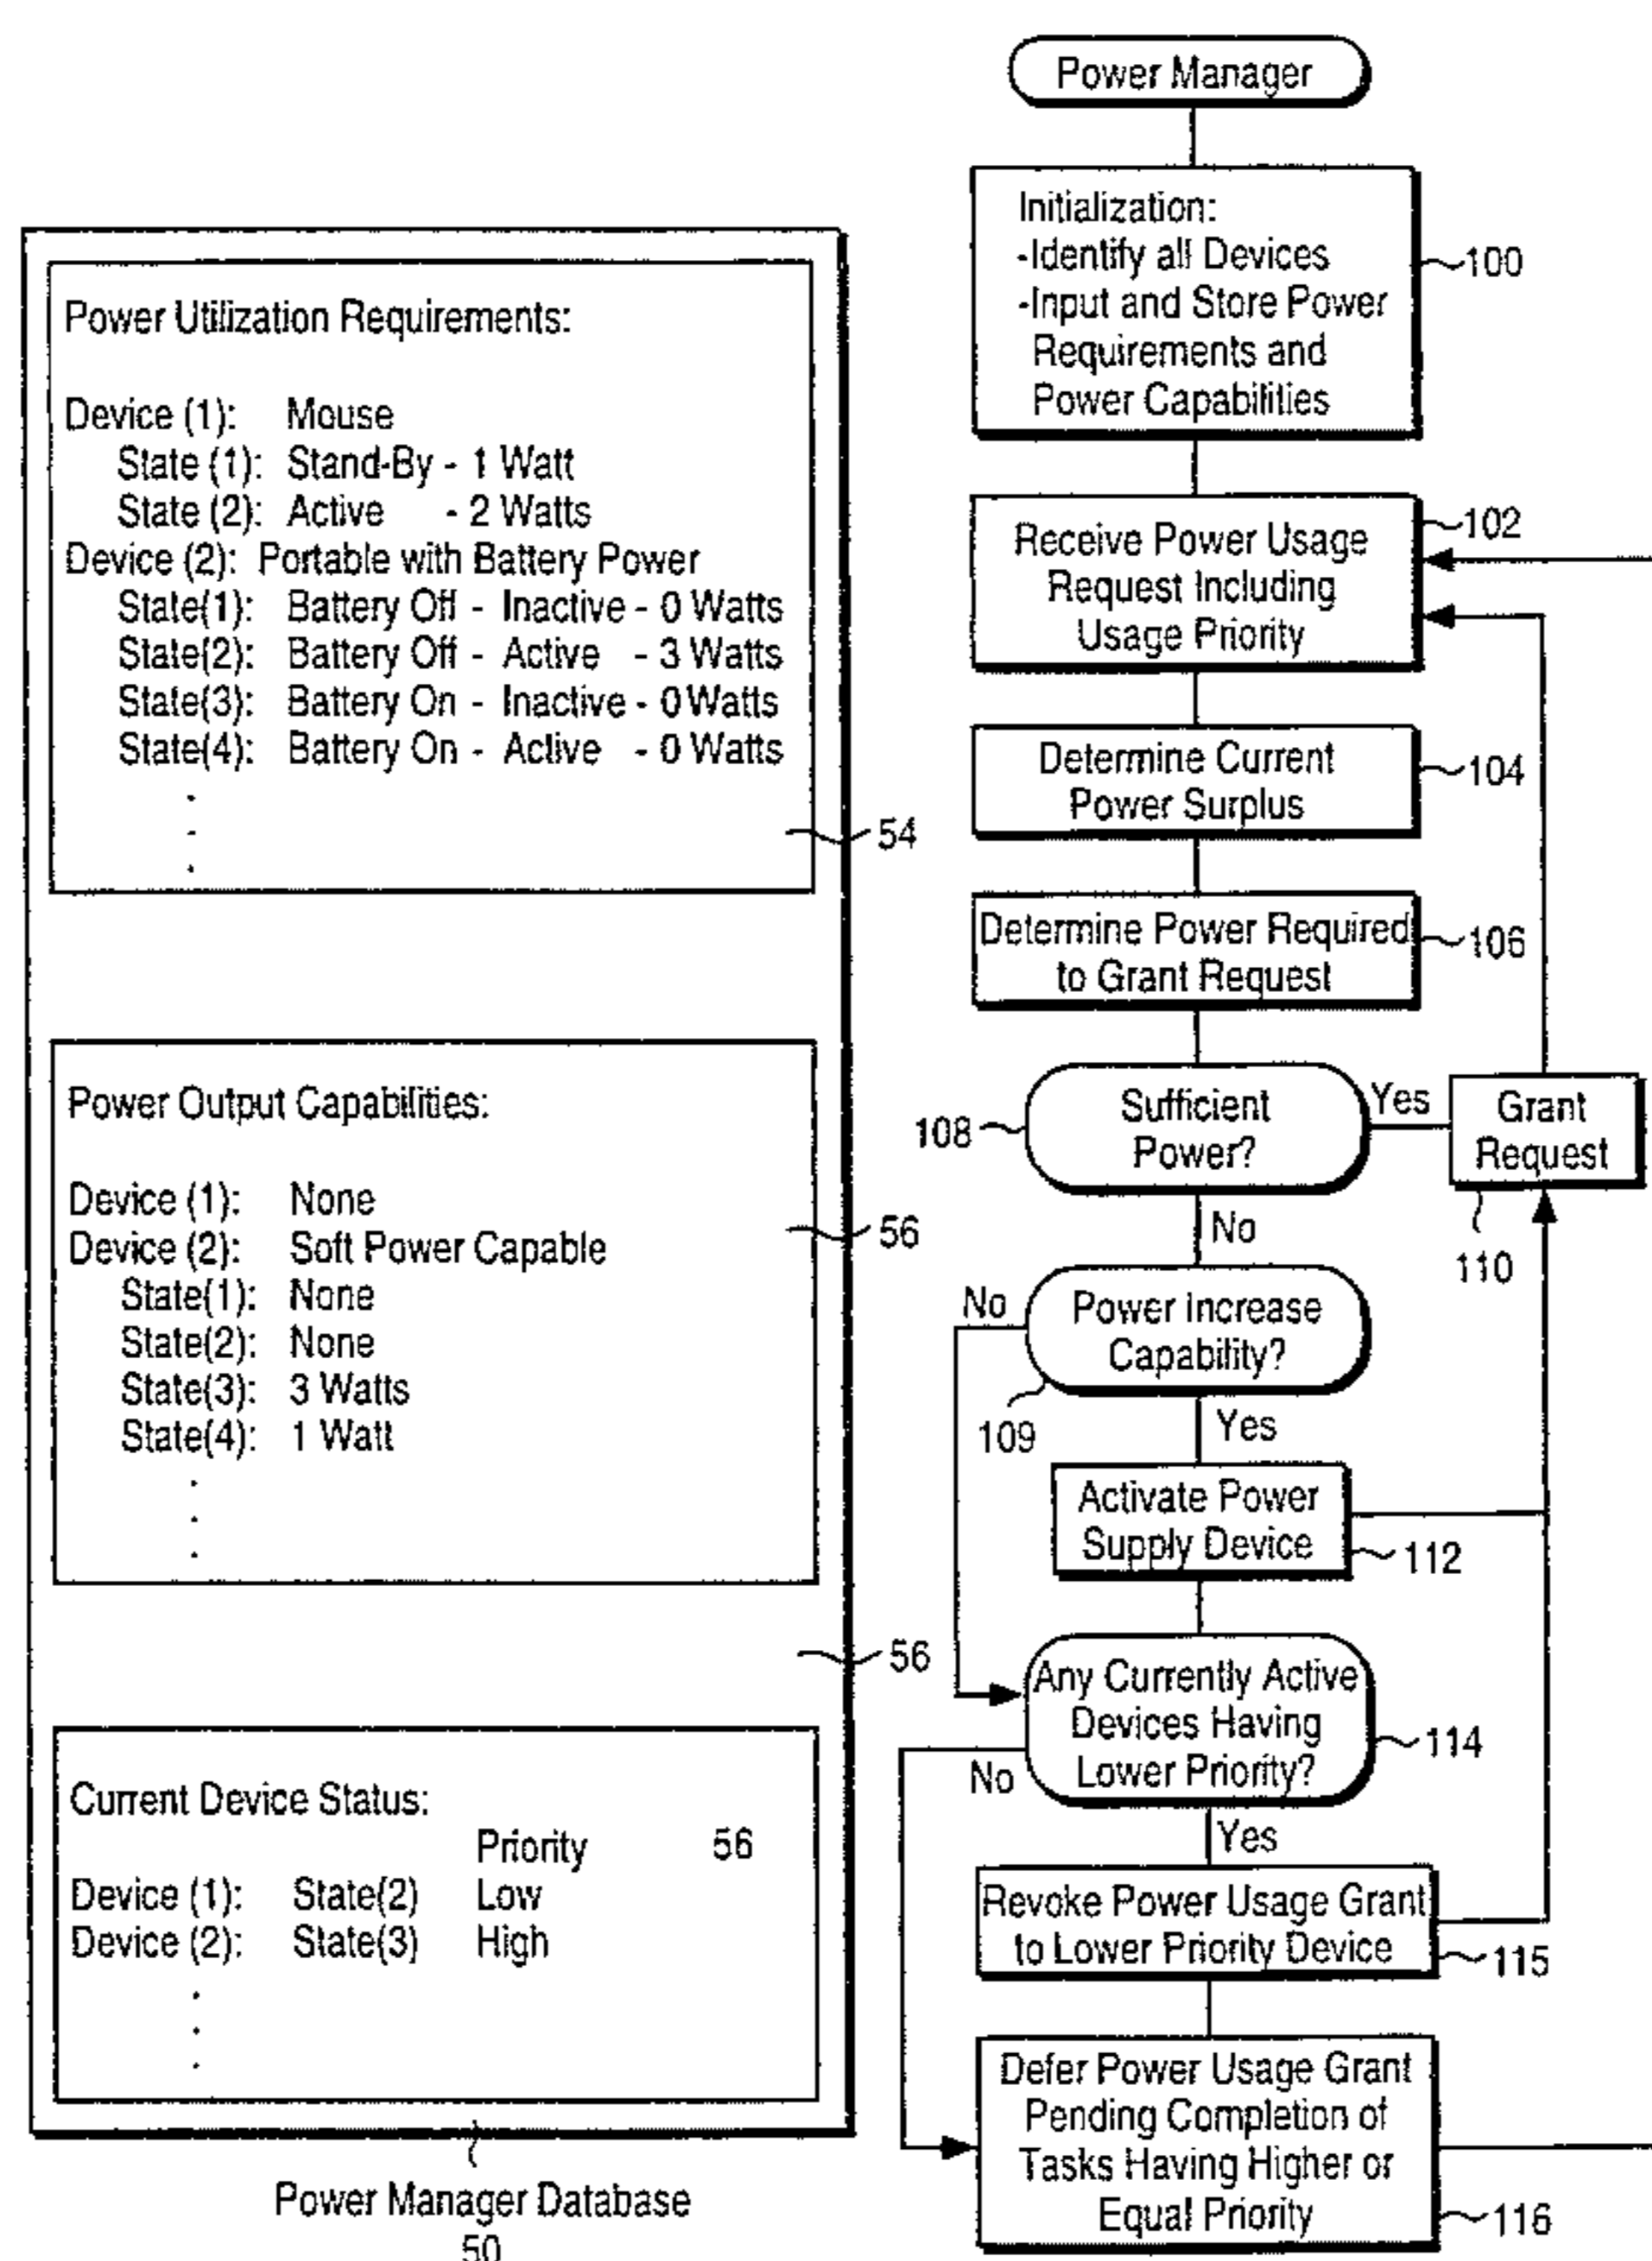 Power Utilization Requirements:
Device (1): Mouse
State (1): Stand-By - 1 Watt
State (2): Active - 2 Watts
Device (2): Portable with Battery Power
State(1): Battery Off - Inactive - 0 Watts
State(2): Battery Off - Active - 3 Watts
State(3): Battery On - Inactive - 0 Watts
State(4): Battery On - Active - 0 Watts
54
Power Output Capabilities:
Device (1): None
Device (2): Soft Power Capable
State(1): None
State(2): None
State(3): 3 Watts
State(4): 1 Watt
56
56
Current Device Status:
Priority 56
Device (1): State(2) Low
Device (2): State(3) High
Power Manager Database
50
Power Manager
Initialization:
-Identify all Devices
-Input and Store Power
Requirements and
Power Capabilities
100
Receive Power Usage
Request Including
Usage Priority
102
Determine Current
Power Surplus
104
Determine Power Required
to Grant Request
106
Sufficient
Power?
108
Yes
Grant
Request
110
No
Power Increase
Capability?
109
No
Yes
Activate Power
Supply Device
112
Any Currently Active
Devices Having
Lower Priority?
114
No
Yes
Revoke Power Usage Grant
to Lower Priority Device
115
Defer Power Usage Grant
Pending Completion of
Tasks Having Higher or
Equal Priority
116